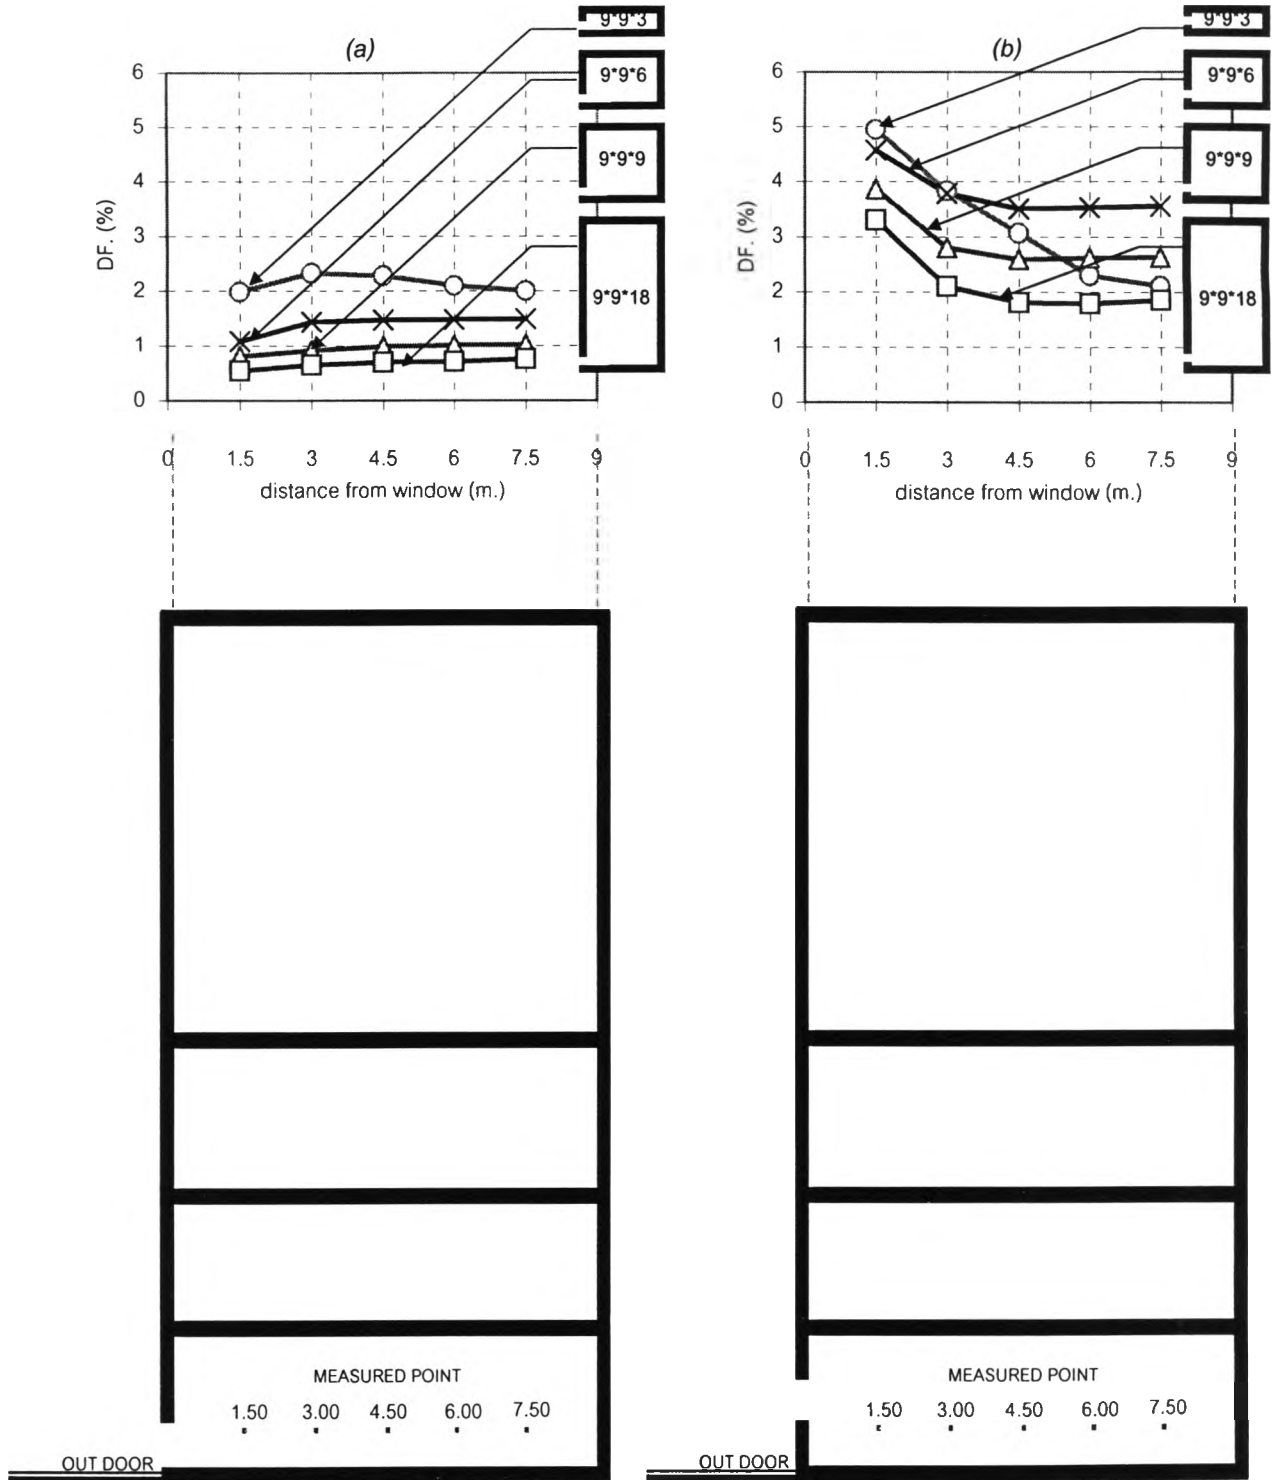 (a)
9*9*3
9*9*6
9*9*9
9*9*18
DF. (%)
6
5
4
3
2
1
0
0 1.5 3 4.5 6 7.5 9
distance from window (m.)
MEASURED POINT
1.50 3.00 4.50 6.00 7.50
OUT DOOR
(b)
9*9*3
9*9*6
9*9*9
9*9*18
DF. (%)
6
5
4
3
2
1
0
0 1.5 3 4.5 6 7.5 9
distance from window (m.)
MEASURED POINT
1.50 3.00 4.50 6.00 7.50
OUT DOOR